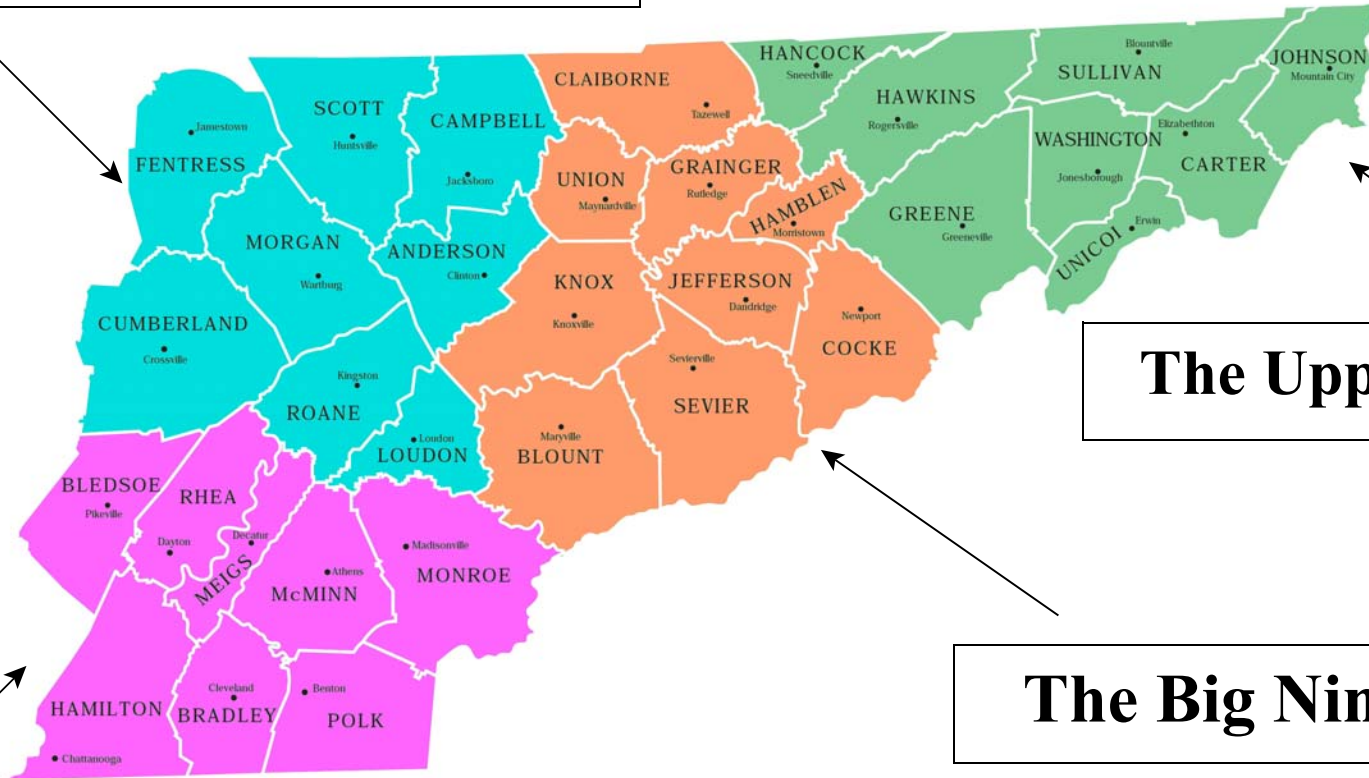 HANCOCK
Sneedville
Blountville
SULLIVAN
JOHNSON
Mountain City
CLAIBORNE
Tazewell
HAWKINS
Rogersville
SCOTT
Huntsville
CAMPBELL
Jacksboro
Jamestown
FENTRESS
WASHINGTON
Jonesborough
Elizabethton
CARTER
UNION
Maynardville
GRAINGER
Rutledge
HAMBLEN
Morristown
GREENE
Greeneville
Erwin
UNICOI
MORGAN
Wartburg
ANDERSON
Clinton
KNOX
Knoxville
JEFFERSON
Dandridge
Newport
COCKE
CUMBERLAND
Crossville
Kingston
ROANE
Sevierville
SEVIER
The Upp
Loudon
LOUDON
Maryville
BLOUNT
BLEDSOE
Pikeville
RHEA
Dayton
Decatur
MEIGS
Athens
McMINN
Madisonville
MONROE
HAMILTON
Chattanooga
Cleveland
BRADLEY
Benton
POLK
The Big Nin